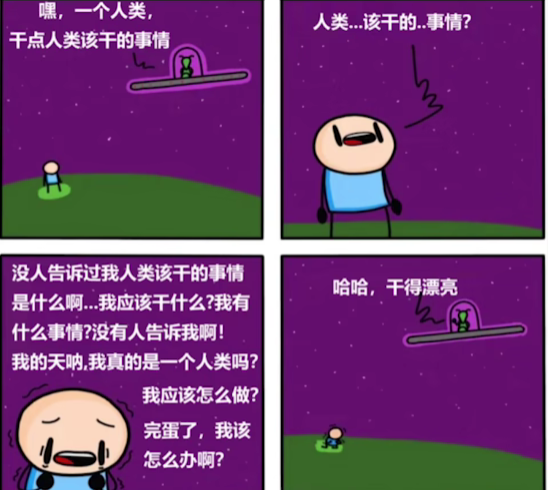 嘿，一个人类，
干点人类该干的事情
人类...该干的..事情?
没人告诉过我人类该干的事情
是什么啊...我应该干什么?我有
什么事情?没有人告诉我啊!
我的天呐,我真的是一个人类吗?
我应该怎么做?
完蛋了，我该
怎么办啊?
哈哈，干得漂亮